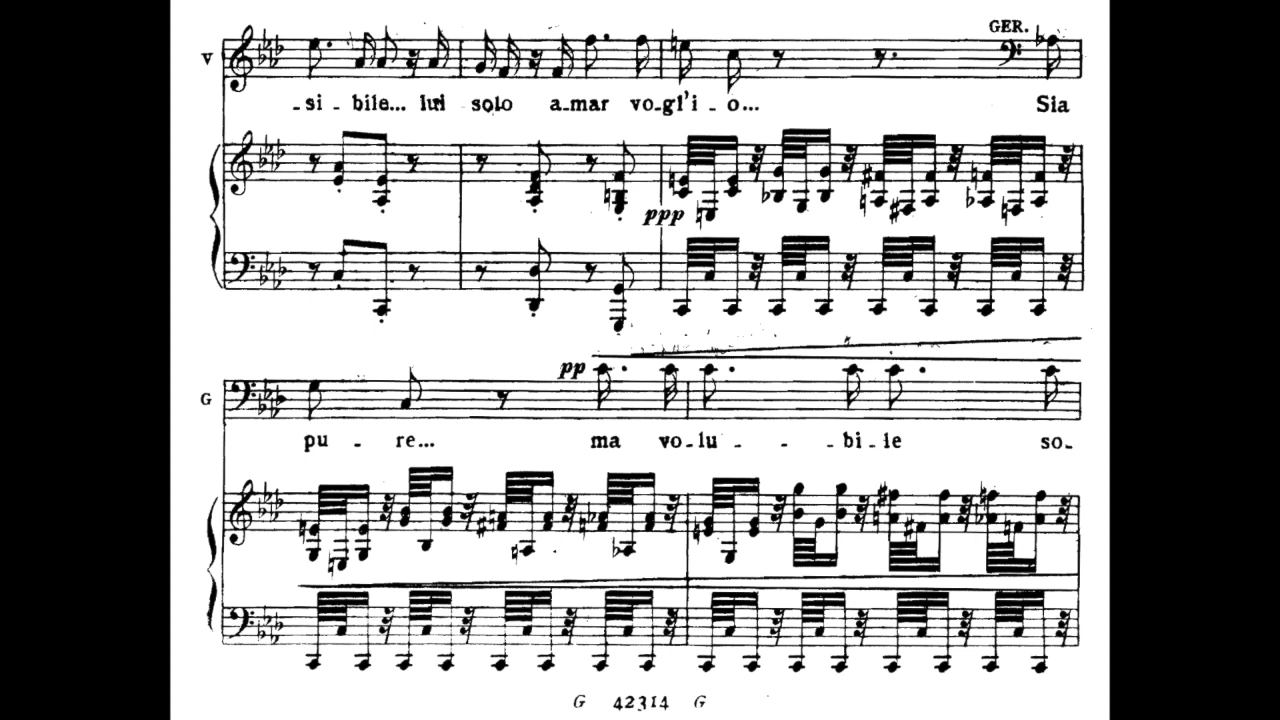 GER.
V
-si-bile... lui solo a-mar vo-gl'i-o... Sia
ppp
pp
G
pu-re... ma vo-lu--bi-le so-
G 42314 G